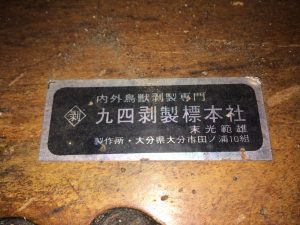 内外鳥獣剥製専門
剥 九四剥製標本社
末光範雄
製作所・大分県大分市田ノ浦10組